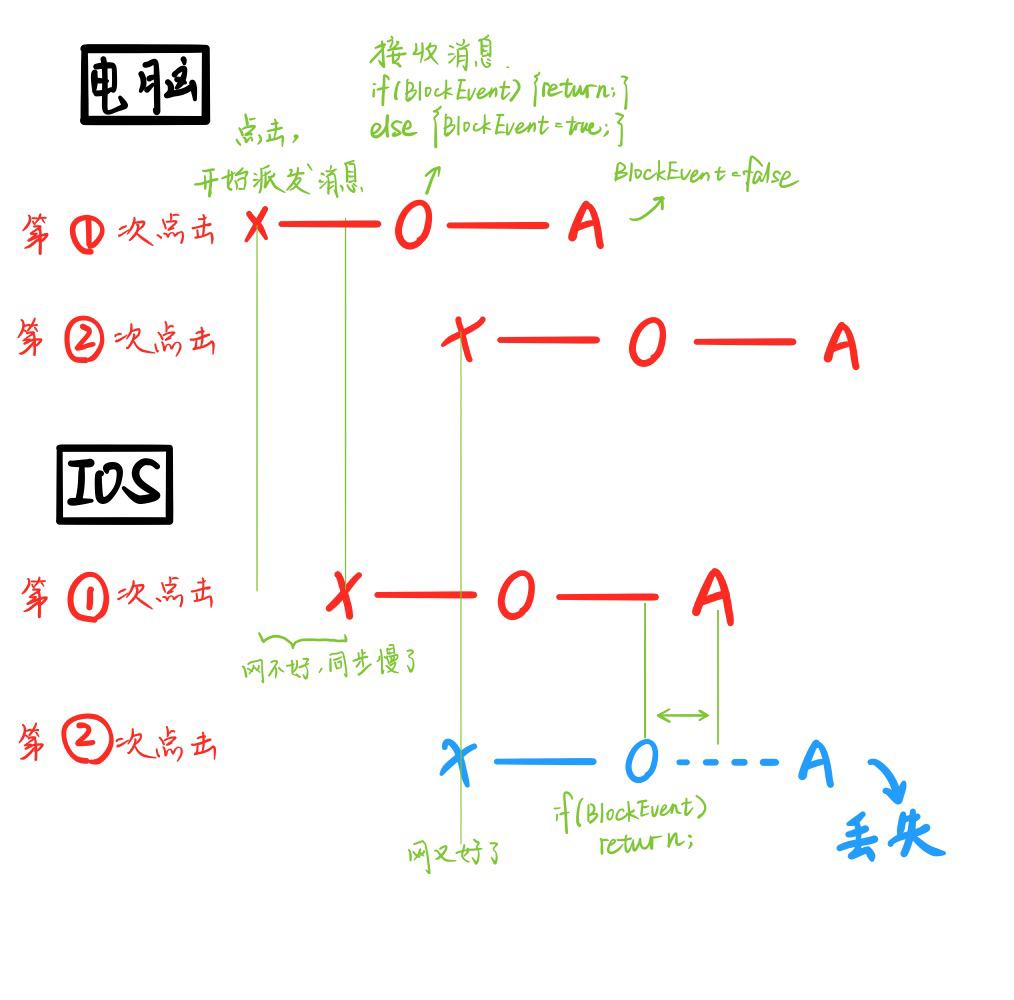 电脑
接收消息.
if(BlockEvent) {return;}
else {BlockEvent=true;}
点击,
开始派发消息
BlockEvent=false
第①次点击 X — O — A
第②次点击 X — O — A
IOS
第①次点击 X — O — A
网不好,同步慢了
第②次点击 X — O --- A
if(BlockEvent)
return;
丢失
网又好了